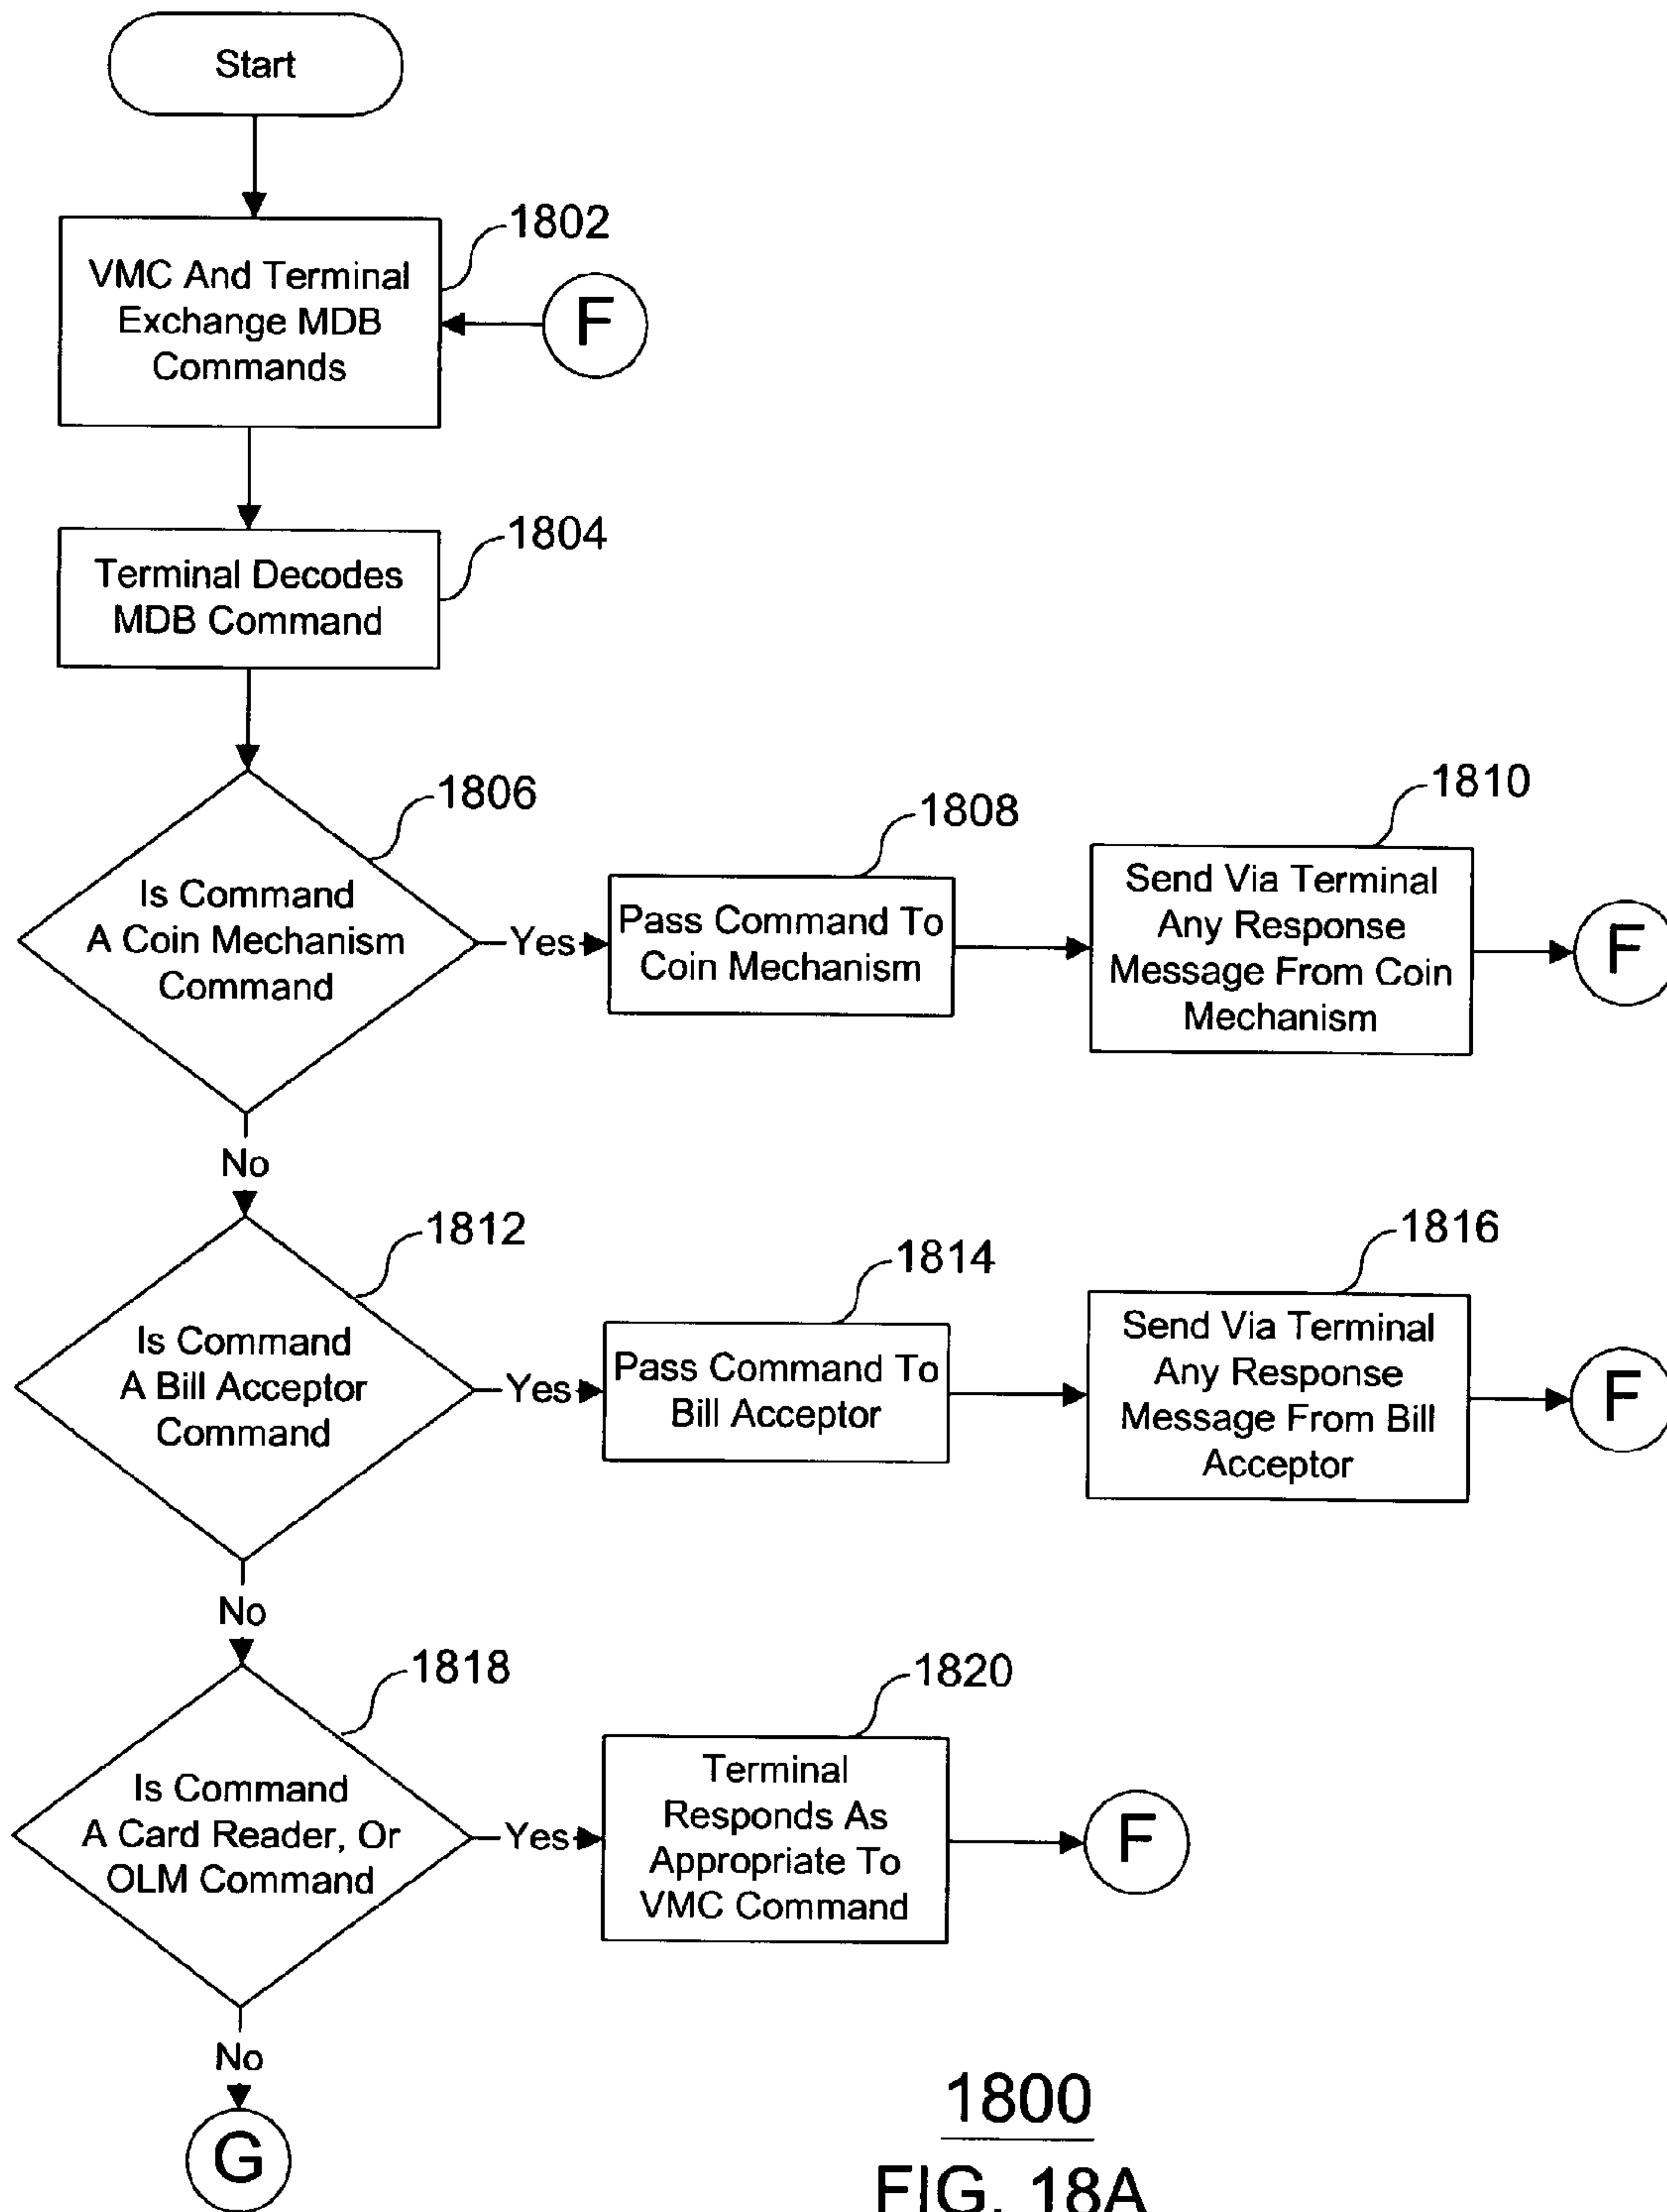 Start
1802
VMC And Terminal
Exchange MDB
Commands
F
1804
Terminal Decodes
MDB Command
1806
Is Command
A Coin Mechanism
Command
Yes
1808
Pass Command To
Coin Mechanism
1810
Send Via Terminal
Any Response
Message From Coin
Mechanism
F
No
1812
Is Command
A Bill Acceptor
Command
Yes
1814
Pass Command To
Bill Acceptor
1816
Send Via Terminal
Any Response
Message From Bill
Acceptor
F
No
1818
Is Command
A Card Reader, Or
OLM Command
Yes
1820
Terminal
Responds As
Appropriate To
VMC Command
F
No
G
1800
FIG. 18A